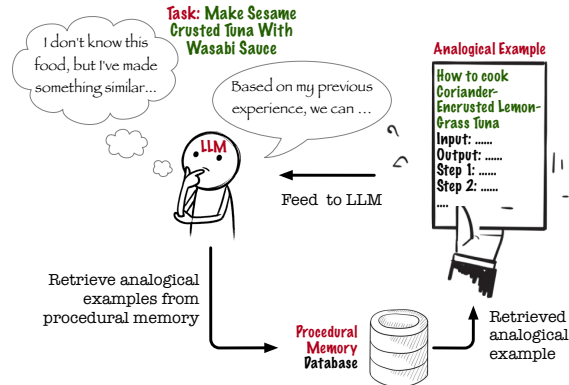 Task: Make Sesame
Crusted Tuna With
Wasabi Sauce
I don't know this
food, but I've made
something similar...
Based on my previous
experience, we can ...
LLM
Analogical Example
How to cook
Coriander-
Encrusted Lemon-
Grass Tuna
Input: ......
Output: ......
Step 1: ......
Step 2: ......
....
Feed to LLM
Retrieve analogical
examples from
procedural memory
Procedural
Memory
Database
Retrieved
analogical
example